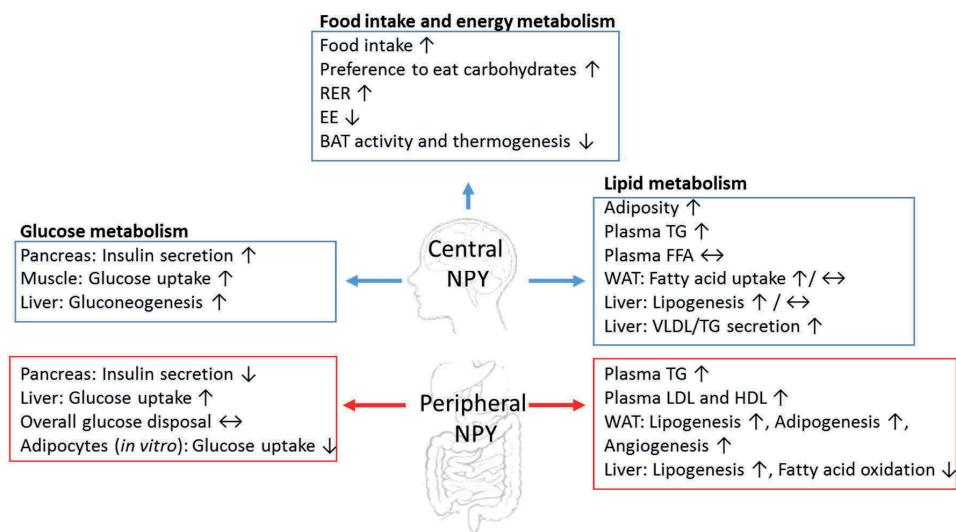 Food intake and energy metabolism
Food intake ↑
Preference to eat carbohydrates ↑
RER ↑
EE ↓
BAT activity and thermogenesis ↓
Glucose metabolism
Pancreas: Insulin secretion ↑
Muscle: Glucose uptake ↑
Liver: Gluconeogenesis ↑
Central
NPY
Lipid metabolism
Adiposity ↑
Plasma TG ↑
Plasma FFA ↔
WAT: Fatty acid uptake ↑/ ↔
Liver: Lipogenesis ↑ / ↔
Liver: VLDL/TG secretion ↑
Pancreas: Insulin secretion ↓
Liver: Glucose uptake ↑
Overall glucose disposal ↔
Adipocytes (in vitro): Glucose uptake ↓
Peripheral
NPY
Plasma TG ↑
Plasma LDL and HDL ↑
WAT: Lipogenesis ↑, Adipogenesis ↑,
Angiogenesis ↑
Liver: Lipogenesis ↑, Fatty acid oxidation ↓